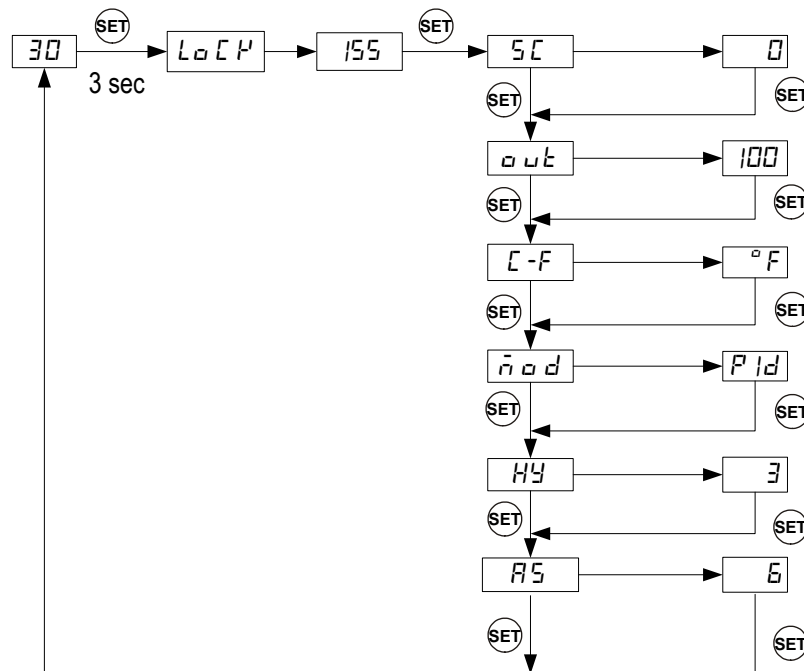 SET
30 LoCK 155 SET SC 0
3 sec
SET SET
out 100
SET SET
C-F °F
SET SET
mod PId
SET SET
HY 3
SET SET
AS 6
SET SET